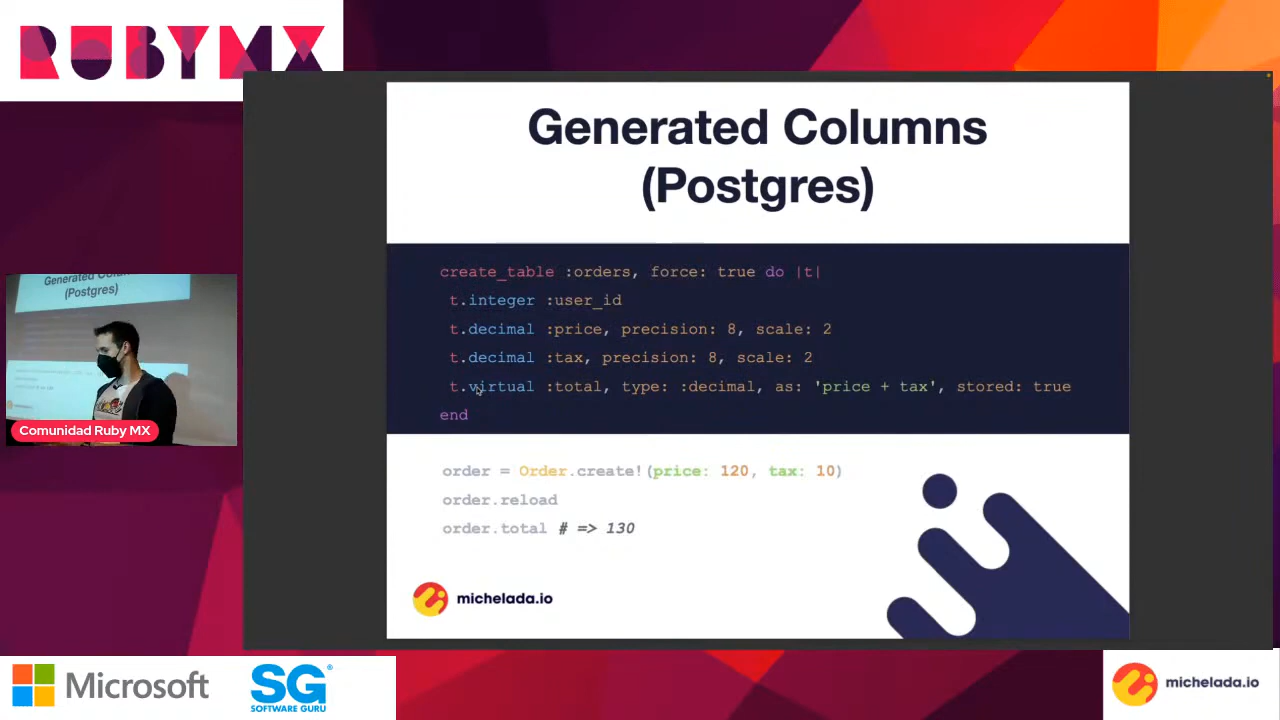 RUBYMX
Generated Columns
(Postgres)
create_table :orders, force: true do |t|
t.integer :user_id
t.decimal :price, precision: 8, scale: 2
t.decimal :tax, precision: 8, scale: 2
t.virtual :total, type: :decimal, as: 'price + tax', stored: true
end
order = Order.create!(price: 120, tax: 10)
order.reload
order.total # => 130
michelada.io
(Postgres)
Comunidad Ruby MX
Microsoft
SG
SOFTWARE GURU
michelada.io